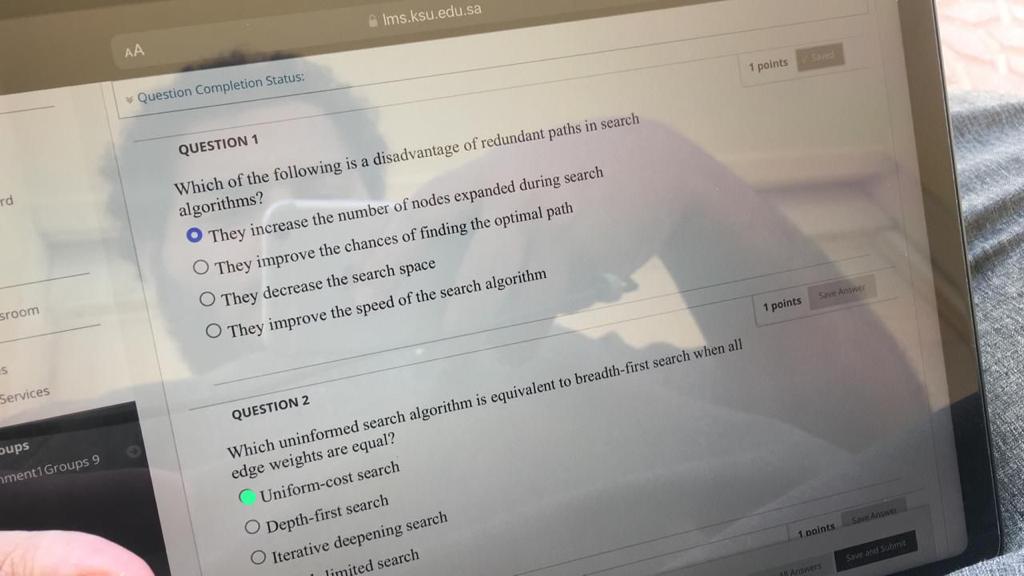 AA
lms.ksu.edu.sa
Question Completion Status:
1 points
Saved
QUESTION 1
Which of the following is a disadvantage of redundant paths in search
algorithms?
They increase the number of nodes expanded during search
They improve the chances of finding the optimal path
They decrease the search space
They improve the speed of the search algorithm
1 points
Save Answer
QUESTION 2
Which uninformed search algorithm is equivalent to breadth-first search when all
edge weights are equal?
Uniform-cost search
Depth-first search
Iterative deepening search
limited search
1 points
Save Answer
All Answers
Save and Submit
rd
sroom
s
Services
oups
nment1Groups 9